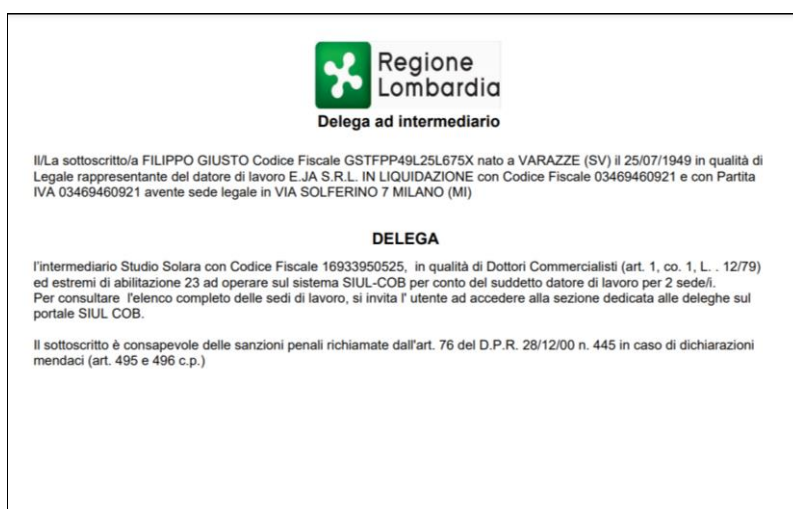 Regione
Lombardia
Delega ad intermediario
Il/La sottoscritto/a FILIPPO GIUSTO Codice Fiscale GSTFPP49L25L675X nato a VARAZZE (SV) il 25/07/1949 in qualità di
Legale rappresentante del datore di lavoro E.JA S.R.L. IN LIQUIDAZIONE con Codice Fiscale 03469460921 e con Partita
IVA 03469460921 avente sede legale in VIA SOLFERINO 7 MILANO (MI)
DELEGA
l'intermediario Studio Solara con Codice Fiscale 16933950525, in qualità di Dottori Commercialisti (art. 1, co. 1, L. . 12/79)
ed estremi di abilitazione 23 ad operare sul sistema SIUL-COB per conto del suddetto datore di lavoro per 2 sede/i.
Per consultare l'elenco completo delle sedi di lavoro, si invita l' utente ad accedere alla sezione dedicata alle deleghe sul
portale SIUL COB.
Il sottoscritto è consapevole delle sanzioni penali richiamate dall'art. 76 del D.P.R. 28/12/00 n. 445 in caso di dichiarazioni
mendaci (art. 495 e 496 c.p.)